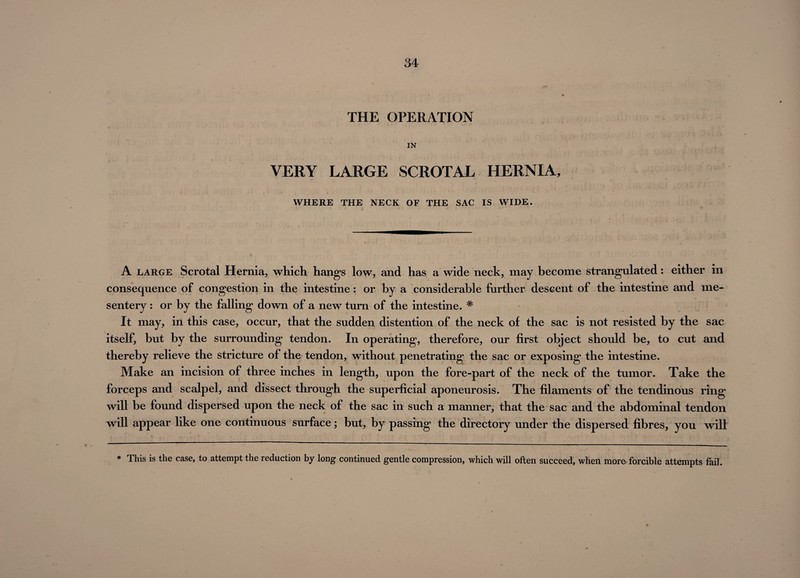 34
THE OPERATION
IN
VERY LARGE SCROTAL HERNIA,
WHERE THE NECK OF THE SAC IS WIDE.
A LARGE Scrotal Hernia, which hangs low, and has a wide neck, may become strangulated: either in
consequence of congestion in the intestine: or by a considerable further descent of the intestine and me-
sentery: or by the falling down of a new turn of the intestine. *
It may, in this case, occur, that the sudden distention of the neck of the sac is not resisted by the sac
itself, but by the surrounding tendon. In operating, therefore, our first object should be, to cut and
thereby relieve the stricture of the tendon, without penetrating the sac or exposing the intestine.
Make an incision of three inches in length, upon the fore-part of the neck of the tumor. Take the
forceps and scalpel, and dissect through the superficial aponeurosis. The filaments of the tendinous ring
will be found dispersed upon the neck of the sac in such a manner, that the sac and the abdominal tendon
will appear like one continuous surface; but, by passing the directory under the dispersed fibres, you will
* This is the case, to attempt the reduction by long continued gentle compression, which will often succeed, when more forcible attempts fail.